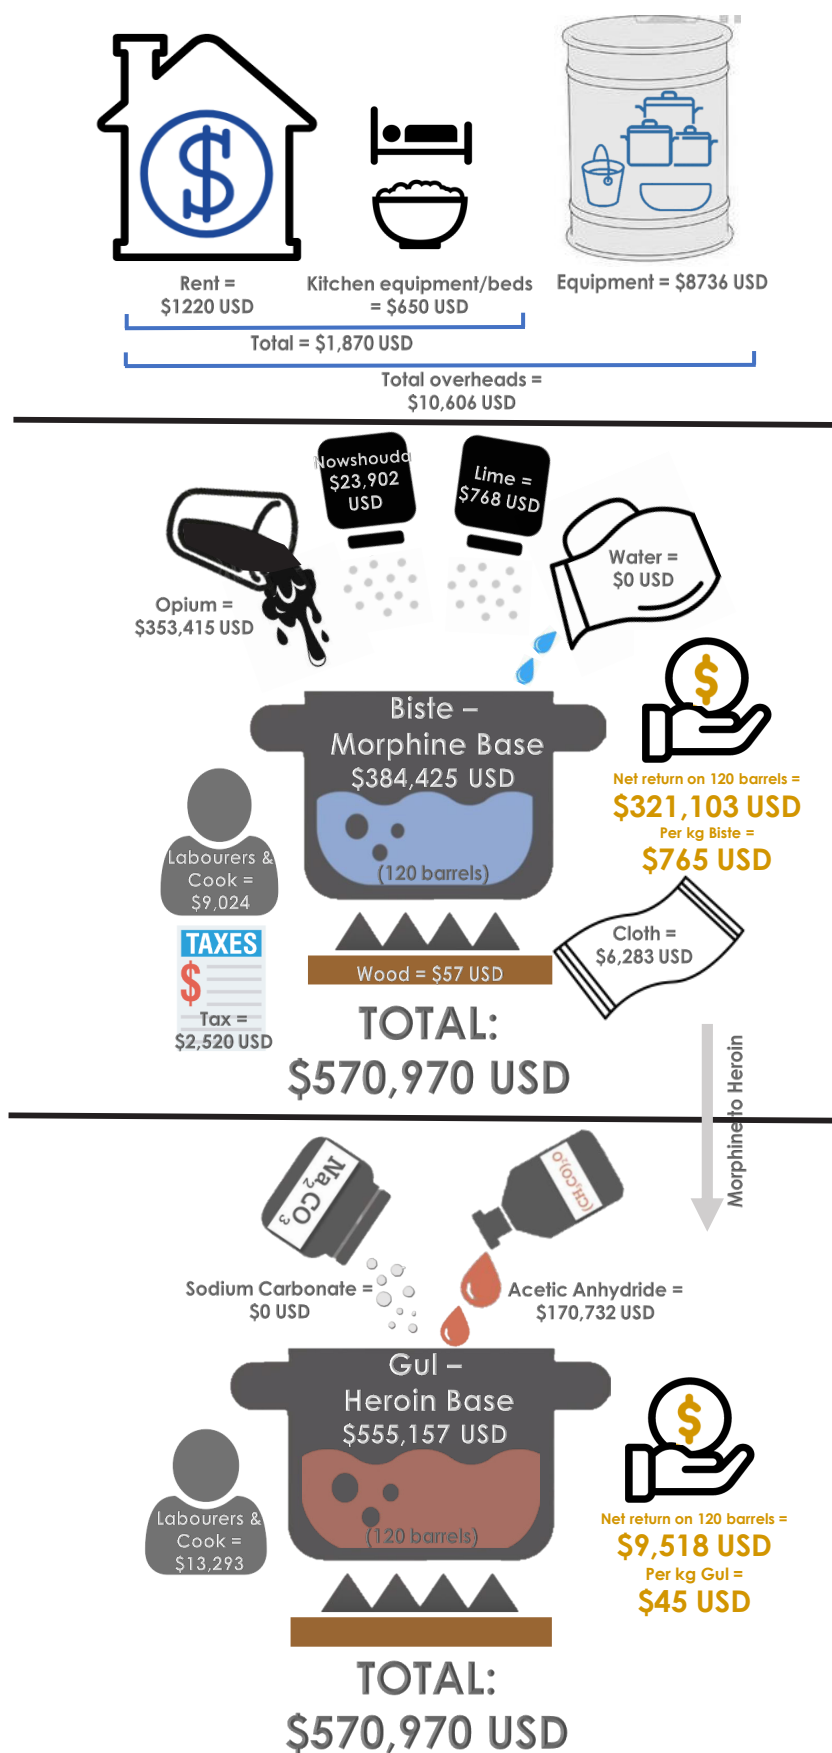 Rent =
$1220 USD
Kitchen equipment/beds
= $650 USD
Equipment = $8736 USD
Total = $1,870 USD
Total overheads =
$10,606 USD
Nowshouda
$23,902
USD
Lime =
$768 USD
Water =
$0 USD
Opium =
$353,415 USD
Biste –
Morphine Base
$384,425 USD
(120 barrels)
Net return on 120 barrels =
$321,103 USD
Per kg Biste =
$765 USD
Labourers &
Cook =
$9,024
TAXES
$
Tax =
$2,520 USD
Wood = $57 USD
Cloth =
$6,283 USD
TOTAL:
$570,970 USD
Morphine to Heroin
Na2CO3
(CH3CO)2O
Sodium Carbonate =
$0 USD
Acetic Anhydride =
$170,732 USD
Gul –
Heroin Base
$555,157 USD
(120 barrels)
Labourers &
Cook =
$13,293
Net return on 120 barrels =
$9,518 USD
Per kg Gul =
$45 USD
TOTAL:
$570,970 USD